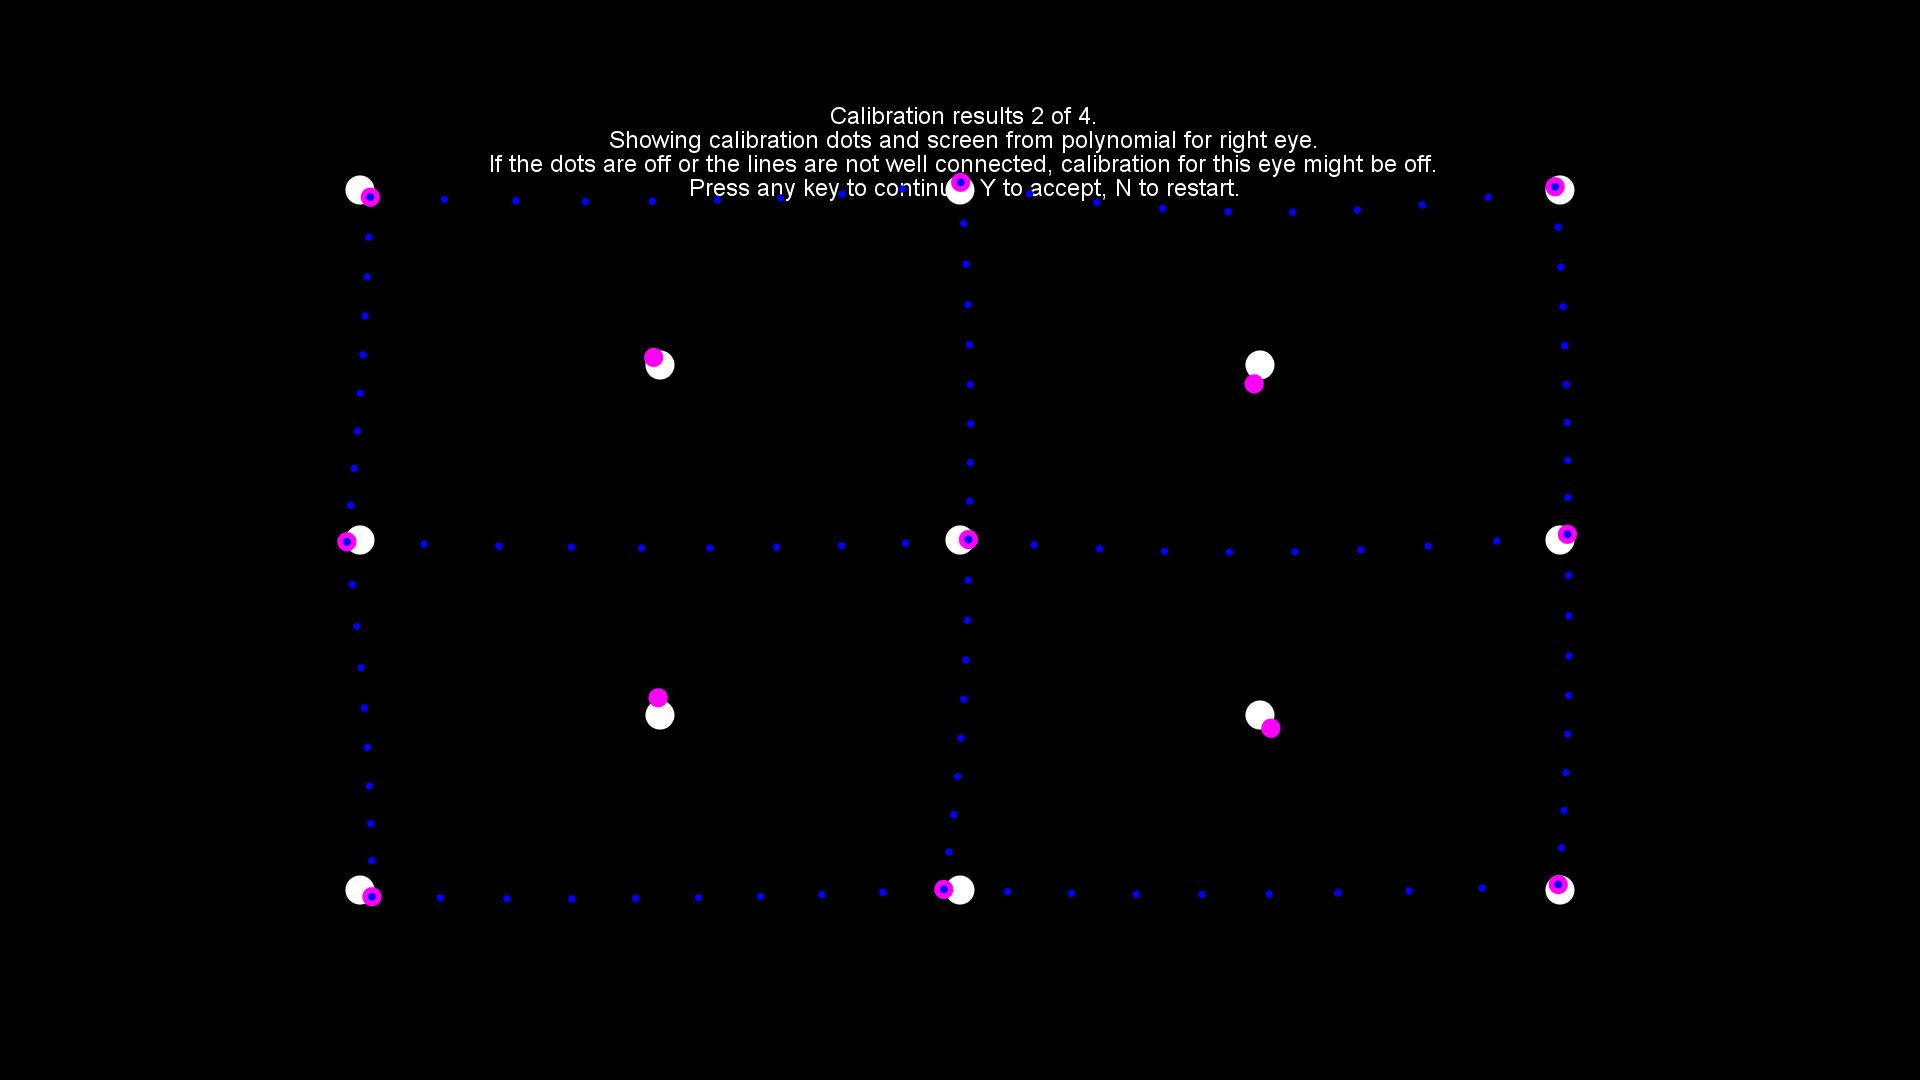 Calibration results 2 of 4.
Showing calibration dots and screen from polynomial for right eye.
If the dots are off or the lines are not well connected, calibration for this eye might be off.
Press any key to continu Y to accept, N to restart.